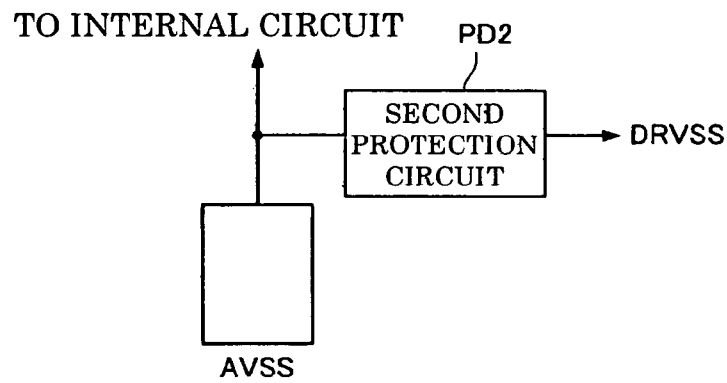 TO INTERNAL CIRCUIT
PD2
SECOND
PROTECTION
CIRCUIT
DRVSS
AVSS